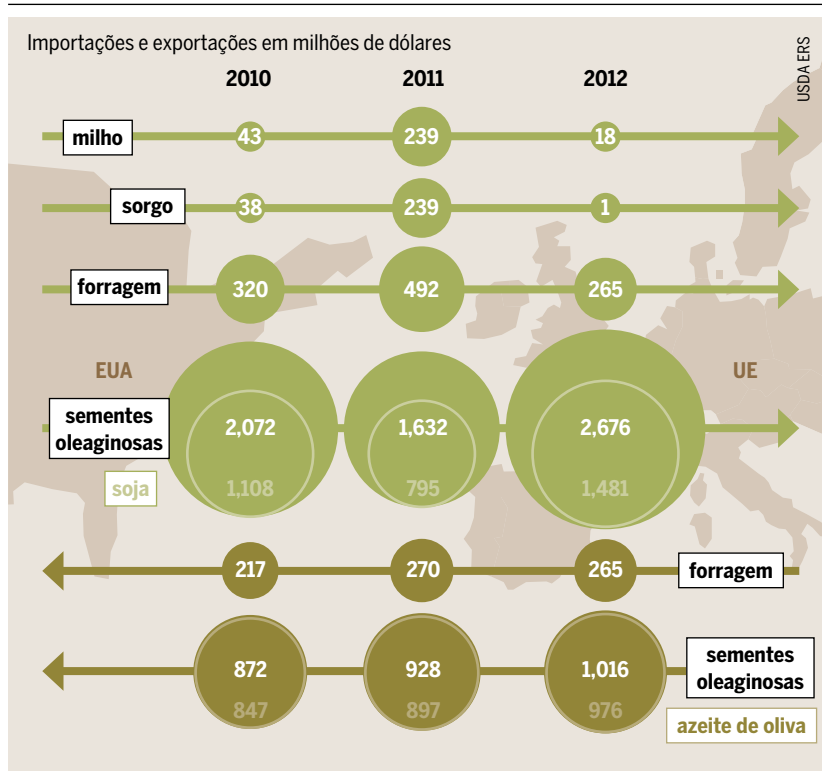 Importações e exportações em milhões de dólares
USDA ERS
2010 2011 2012
milho 43 239 18
sorgo 38 239 1
forragem 320 492 265
EUA UE
sementes
oleaginosas 2,072 1,632 2,676
soja 1,108 795 1,481
217 270 265 forragem
872 928 1,016 sementes
oleaginosas
847 897 976 azeite de oliva